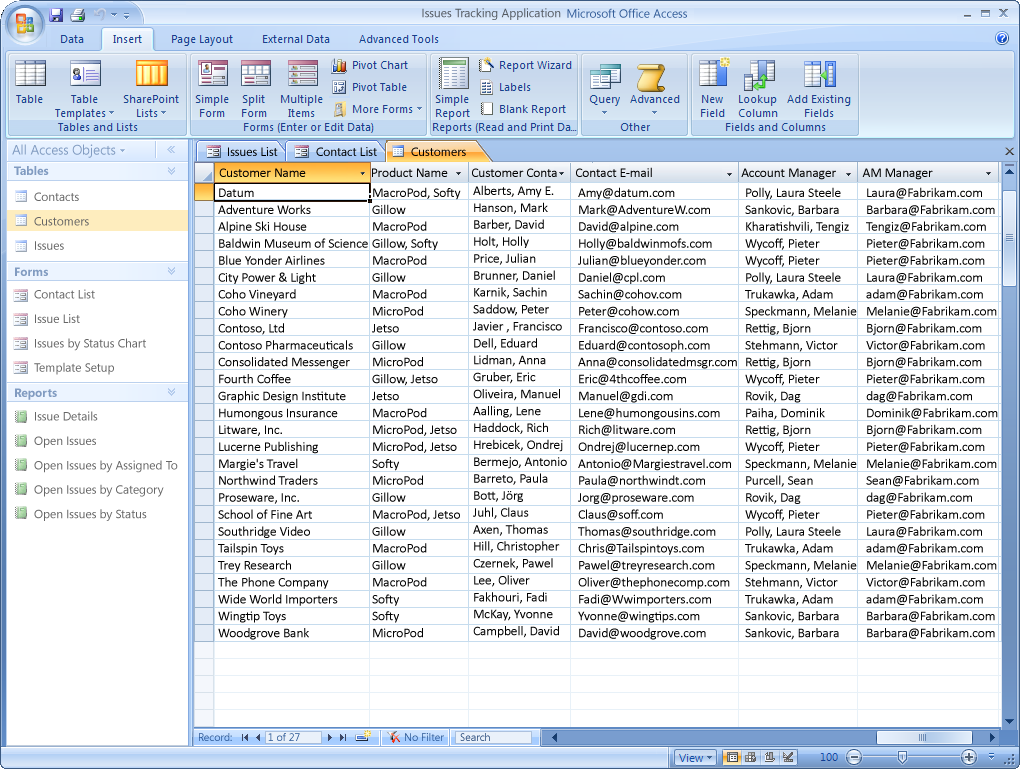 Issues Tracking Application Microsoft Office Access
Data Insert Page Layout External Data Advanced Tools
Table
Table Templates
SharePoint Lists
Tables and Lists
Simple Form
Split Form
Multiple Items
Pivot Chart
Pivot Table
More Forms
Forms (Enter or Edit Data)
Simple Report
Report Wizard
Labels
Blank Report
Reports (Read and Print Da...
Query
Advanced
Other
New Field
Lookup Column
Add Existing Fields
Fields and Columns
All Access Objects
Tables
Contacts
Customers
Issues
Forms
Contact List
Issue List
Issues by Status Chart
Template Setup
Reports
Issue Details
Open Issues
Open Issues by Assigned To
Open Issues by Category
Open Issues by Status
Issues List Contact List Customers
Customer Name Product Name Customer Conta Contact E-mail Account Manager AM Manager
Datum MacroPod, Softy Alberts, Amy E. Amy@datum.com Polly, Laura Steele Laura@Fabrikam.com
Adventure Works Gillow Hanson, Mark Mark@AdventureW.com Sankovic, Barbara Barbara@Fabrikam.com
Alpine Ski House MacroPod Barber, David David@alpine.com Kharatishvili, Tengiz Tengiz@Fabrikam.com
Baldwin Museum of Science Gillow, Softy Holt, Holly Holly@baldwinmofs.com Wycoff, Pieter Pieter@Fabrikam.com
Blue Yonder Airlines MacroPod Price, Julian Julian@blueyonder.com Wycoff, Pieter Pieter@Fabrikam.com
City Power & Light Gillow Brunner, Daniel Daniel@cpl.com Polly, Laura Steele Laura@Fabrikam.com
Coho Vineyard MacroPod Karnik, Sachin Sachin@cohov.com Trukawka, Adam adam@Fabrikam.com
Coho Winery MacroPod Saddow, Peter Peter@cohow.com Speckmann, Melanie Melanie@Fabrikam.com
Contoso, Ltd Jetso Javier , Francisco Francisco@contoso.com Rettig, Bjorn Bjorn@Fabrikam.com
Contoso Pharmaceuticals Gillow Dell, Eduard Eduard@contosoph.com Stehmann, Victor Victor@Fabrikam.com
Consolidated Messenger MicroPod Lidman, Anna Anna@consolidatedmsgr.com Rettig, Bjorn Bjorn@Fabrikam.com
Fourth Coffee Gillow, Jetso Gruber, Eric Eric@4thcoffee.com Wycoff, Pieter Pieter@Fabrikam.com
Graphic Design Institute Jetso Oliveira, Manuel Manuel@gdi.com Rovik, Dag dag@Fabrikam.com
Humongous Insurance MacroPod Aalling, Lene Lene@humongousins.com Paiha, Dominik Dominik@Fabrikam.com
Litware, Inc. MicroPod, Jetso Haddock, Rich Rich@litware.com Rettig, Bjorn Bjorn@Fabrikam.com
Lucerne Publishing MicroPod, Jetso Hrebicek, Ondrej Ondrej@lucernep.com Wycoff, Pieter Pieter@Fabrikam.com
Margie's Travel Softy Bermejo, Antonio Antonio@Margiestravel.com Speckmann, Melanie Melanie@Fabrikam.com
Northwind Traders MicroPod Barreto, Paula Paula@northwindt.com Purcell, Sean Sean@Fabrikam.com
Proseware, Inc. Gillow Bott, Jörg Jorg@proseware.com Rovik, Dag dag@Fabrikam.com
School of Fine Art MacroPod, Jetso Juhl, Claus Claus@soff.com Wycoff, Pieter Pieter@Fabrikam.com
Southridge Video Gillow Axen, Thomas Thomas@southridge.com Polly, Laura Steele Laura@Fabrikam.com
Tailspin Toys MacroPod Hill, Christopher Chris@Tailspintoys.com Trukawka, Adam adam@Fabrikam.com
Trey Research Gillow Czernek, Pawel Pawel@treyresearch.com Speckmann, Melanie Melanie@Fabrikam.com
The Phone Company MacroPod Lee, Oliver Oliver@thephonecomp.com Stehmann, Victor Victor@Fabrikam.com
Wide World Importers Softy Fakhouri, Fadi Fadi@Wwimporters.com Trukawka, Adam adam@Fabrikam.com
Wingtip Toys Softy McKay, Yvonne Yvonne@wingtips.com Sankovic, Barbara Barbara@Fabrikam.com
Woodgrove Bank MicroPod Campbell, David David@woodgrove.com Sankovic, Barbara Barbara@Fabrikam.com
Record: 1 of 27 No Filter Search
View 100